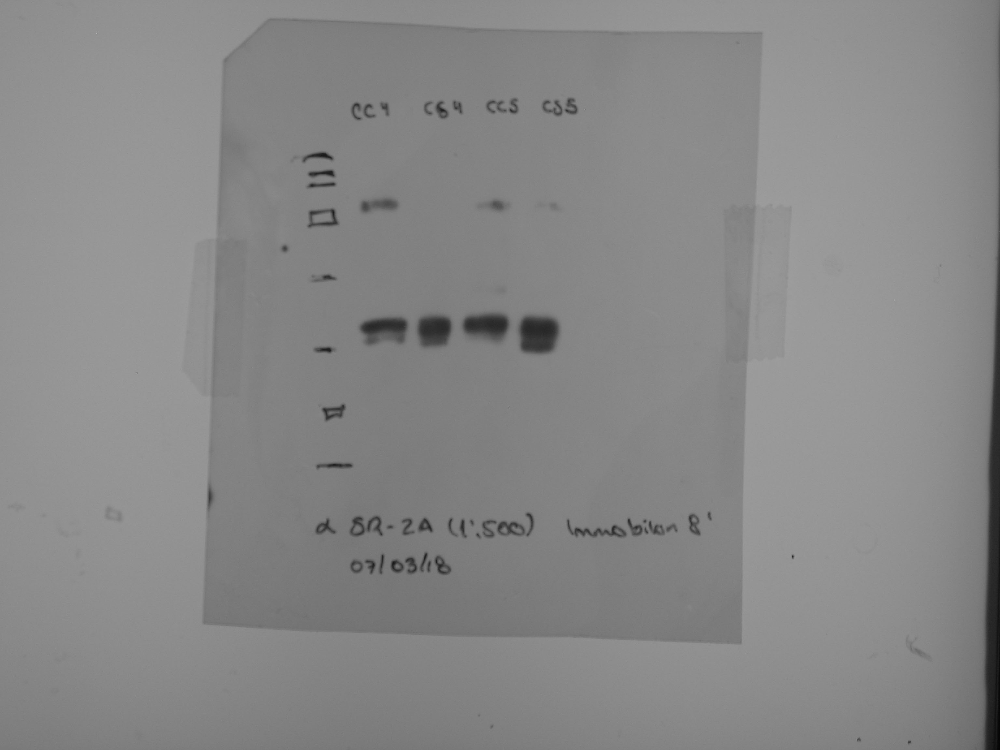 CC4 CS4 CC5 CS5
α SR-2A (1:500) Immobilon 8'
07/03/18